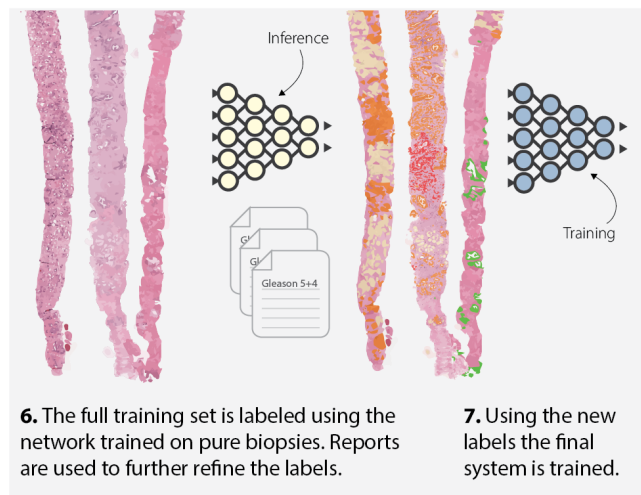 Inference
Training
Gl
G
Gleason 5+4
6. The full training set is labeled using the
network trained on pure biopsies. Reports
are used to further refine the labels.
7. Using the new
labels the final
system is trained.